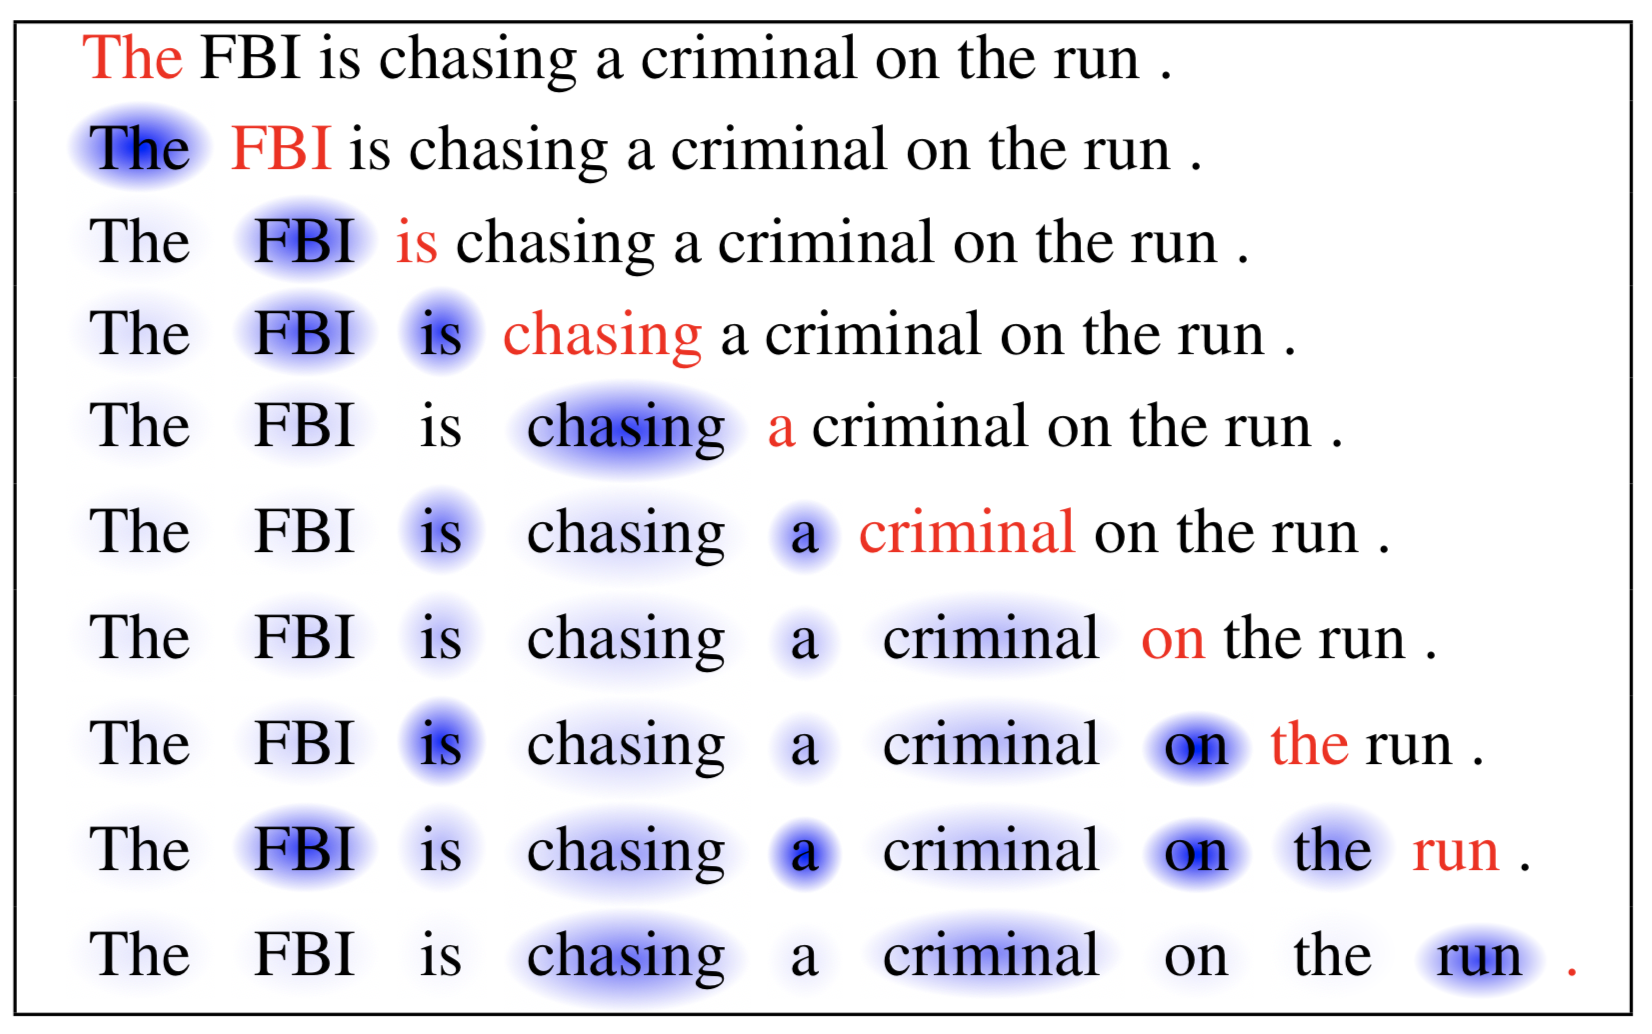 The FBI is chasing a criminal on the run .
The FBI is chasing a criminal on the run .
The FBI is chasing a criminal on the run .
The FBI is chasing a criminal on the run .
The FBI is chasing a criminal on the run .
The FBI is chasing a criminal on the run .
The FBI is chasing a criminal on the run .
The FBI is chasing a criminal on the run .
The FBI is chasing a criminal on the run .
The FBI is chasing a criminal on the run .